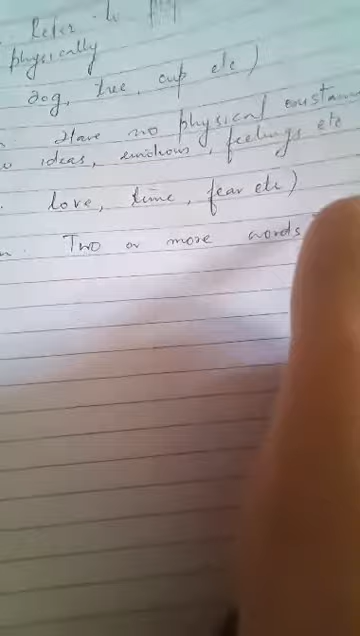 Refer to
physically
dog, tree, cup etc)
Have no physical
ideas, emotions, feelings etc
love, time, fear etc)
Two or more words